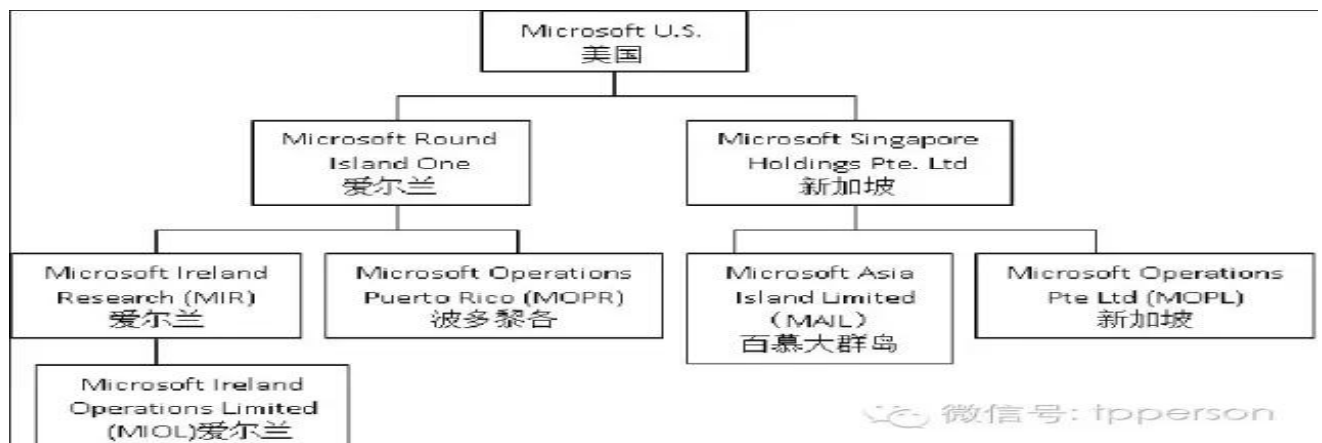 Microsoft U.S.
美国
Microsoft Round
Island One
爱尔兰
Microsoft Singapore
Holdings Pte. Ltd
新加坡
Microsoft Ireland
Research (MIR)
爱尔兰
Microsoft Operations
Puerto Rico (MOPR)
波多黎各
Microsoft Asia
Island Limited
（MAIL）
百慕大群岛
Microsoft Operations
Pte Ltd (MOPL)
新加坡
Microsoft Ireland
Operations Limited
(MIOL)爱尔兰
微信号: tpperson